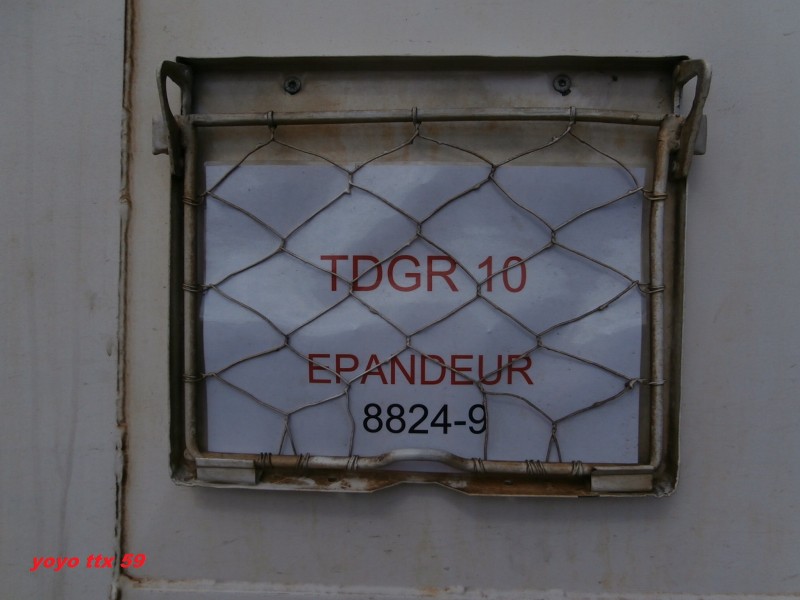 TDGR 10
EPANDEUR
8824-9
yoyo ttx 59